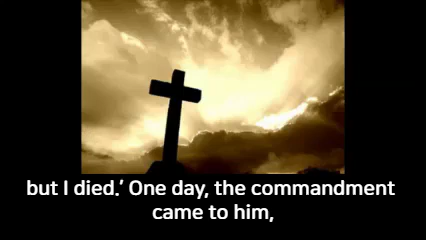 but I died.’ One day, the commandment
came to him,